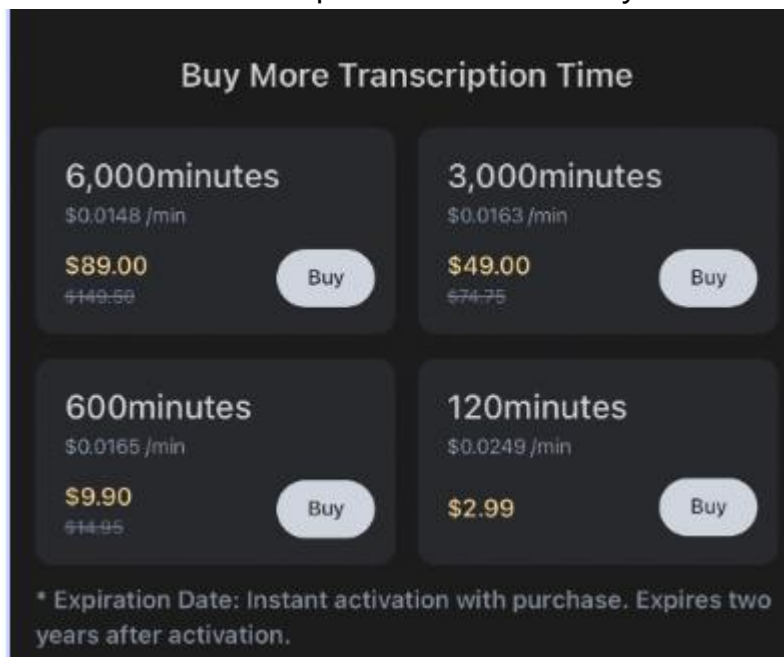 Buy More Transcription Time
6,000minutes
$0.0148 /min
$89.00
Buy
$149.50
3,000minutes
$0.0163 /min
$49.00
Buy
$74.75
600minutes
$0.0165 /min
$9.90
Buy
$14.95
120minutes
$0.0249 /min
$2.99
Buy
* Expiration Date: Instant activation with purchase. Expires two
years after activation.